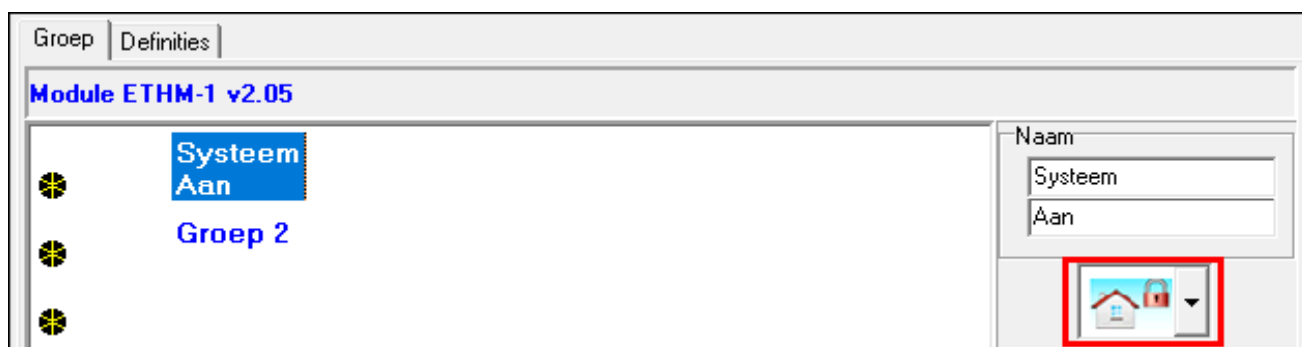 Groep Definities
Module ETHM-1 v2.05
Systeem
Aan
Groep 2
Naam
Systeem
Aan